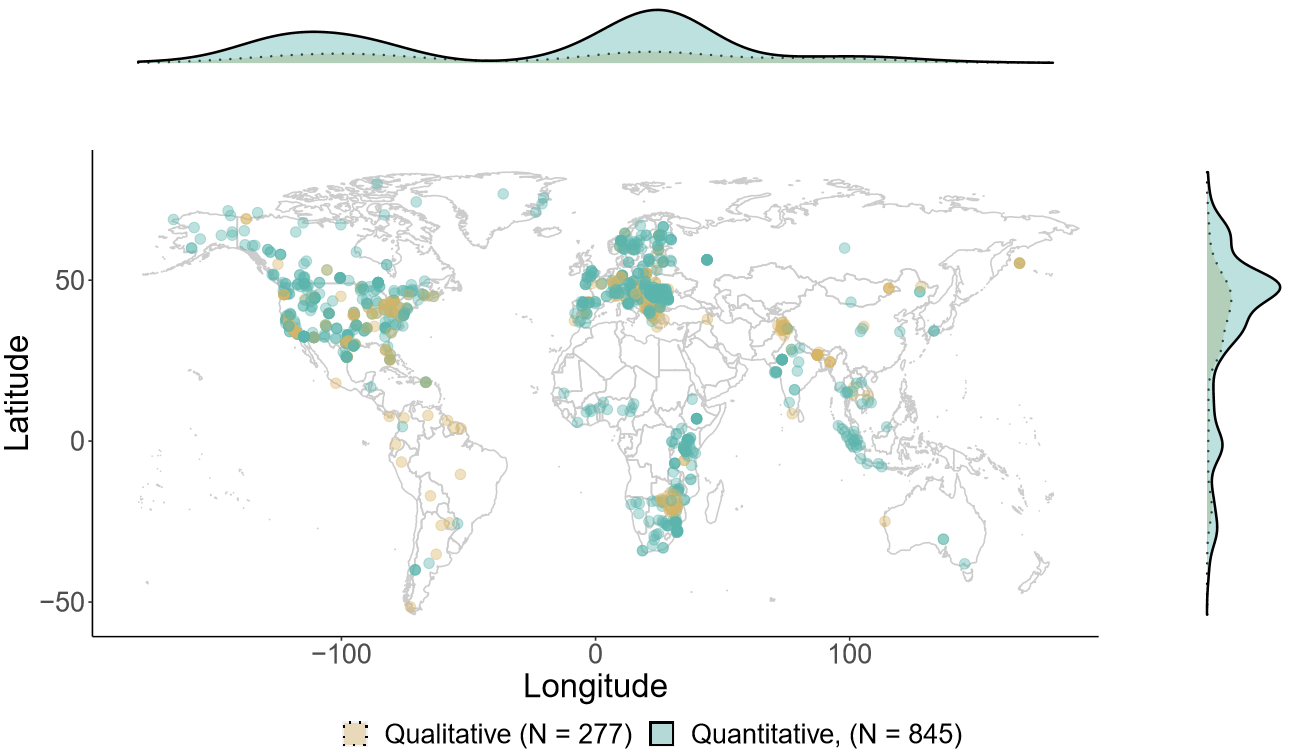 Latitude
50
0
−50
−100
0
100
Longitude
Qualitative (N = 277) Quantitative, (N = 845)